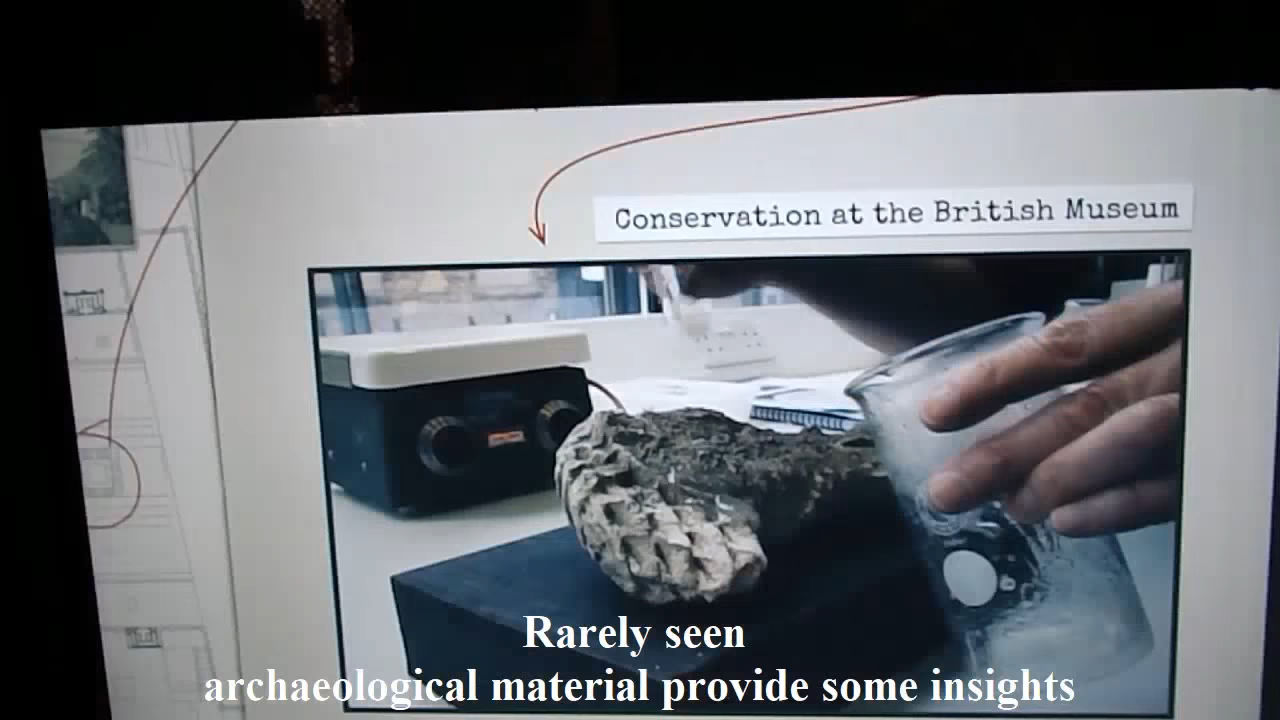 Conservation at the British Museum
Rarely seen
archaeological material provide some insights